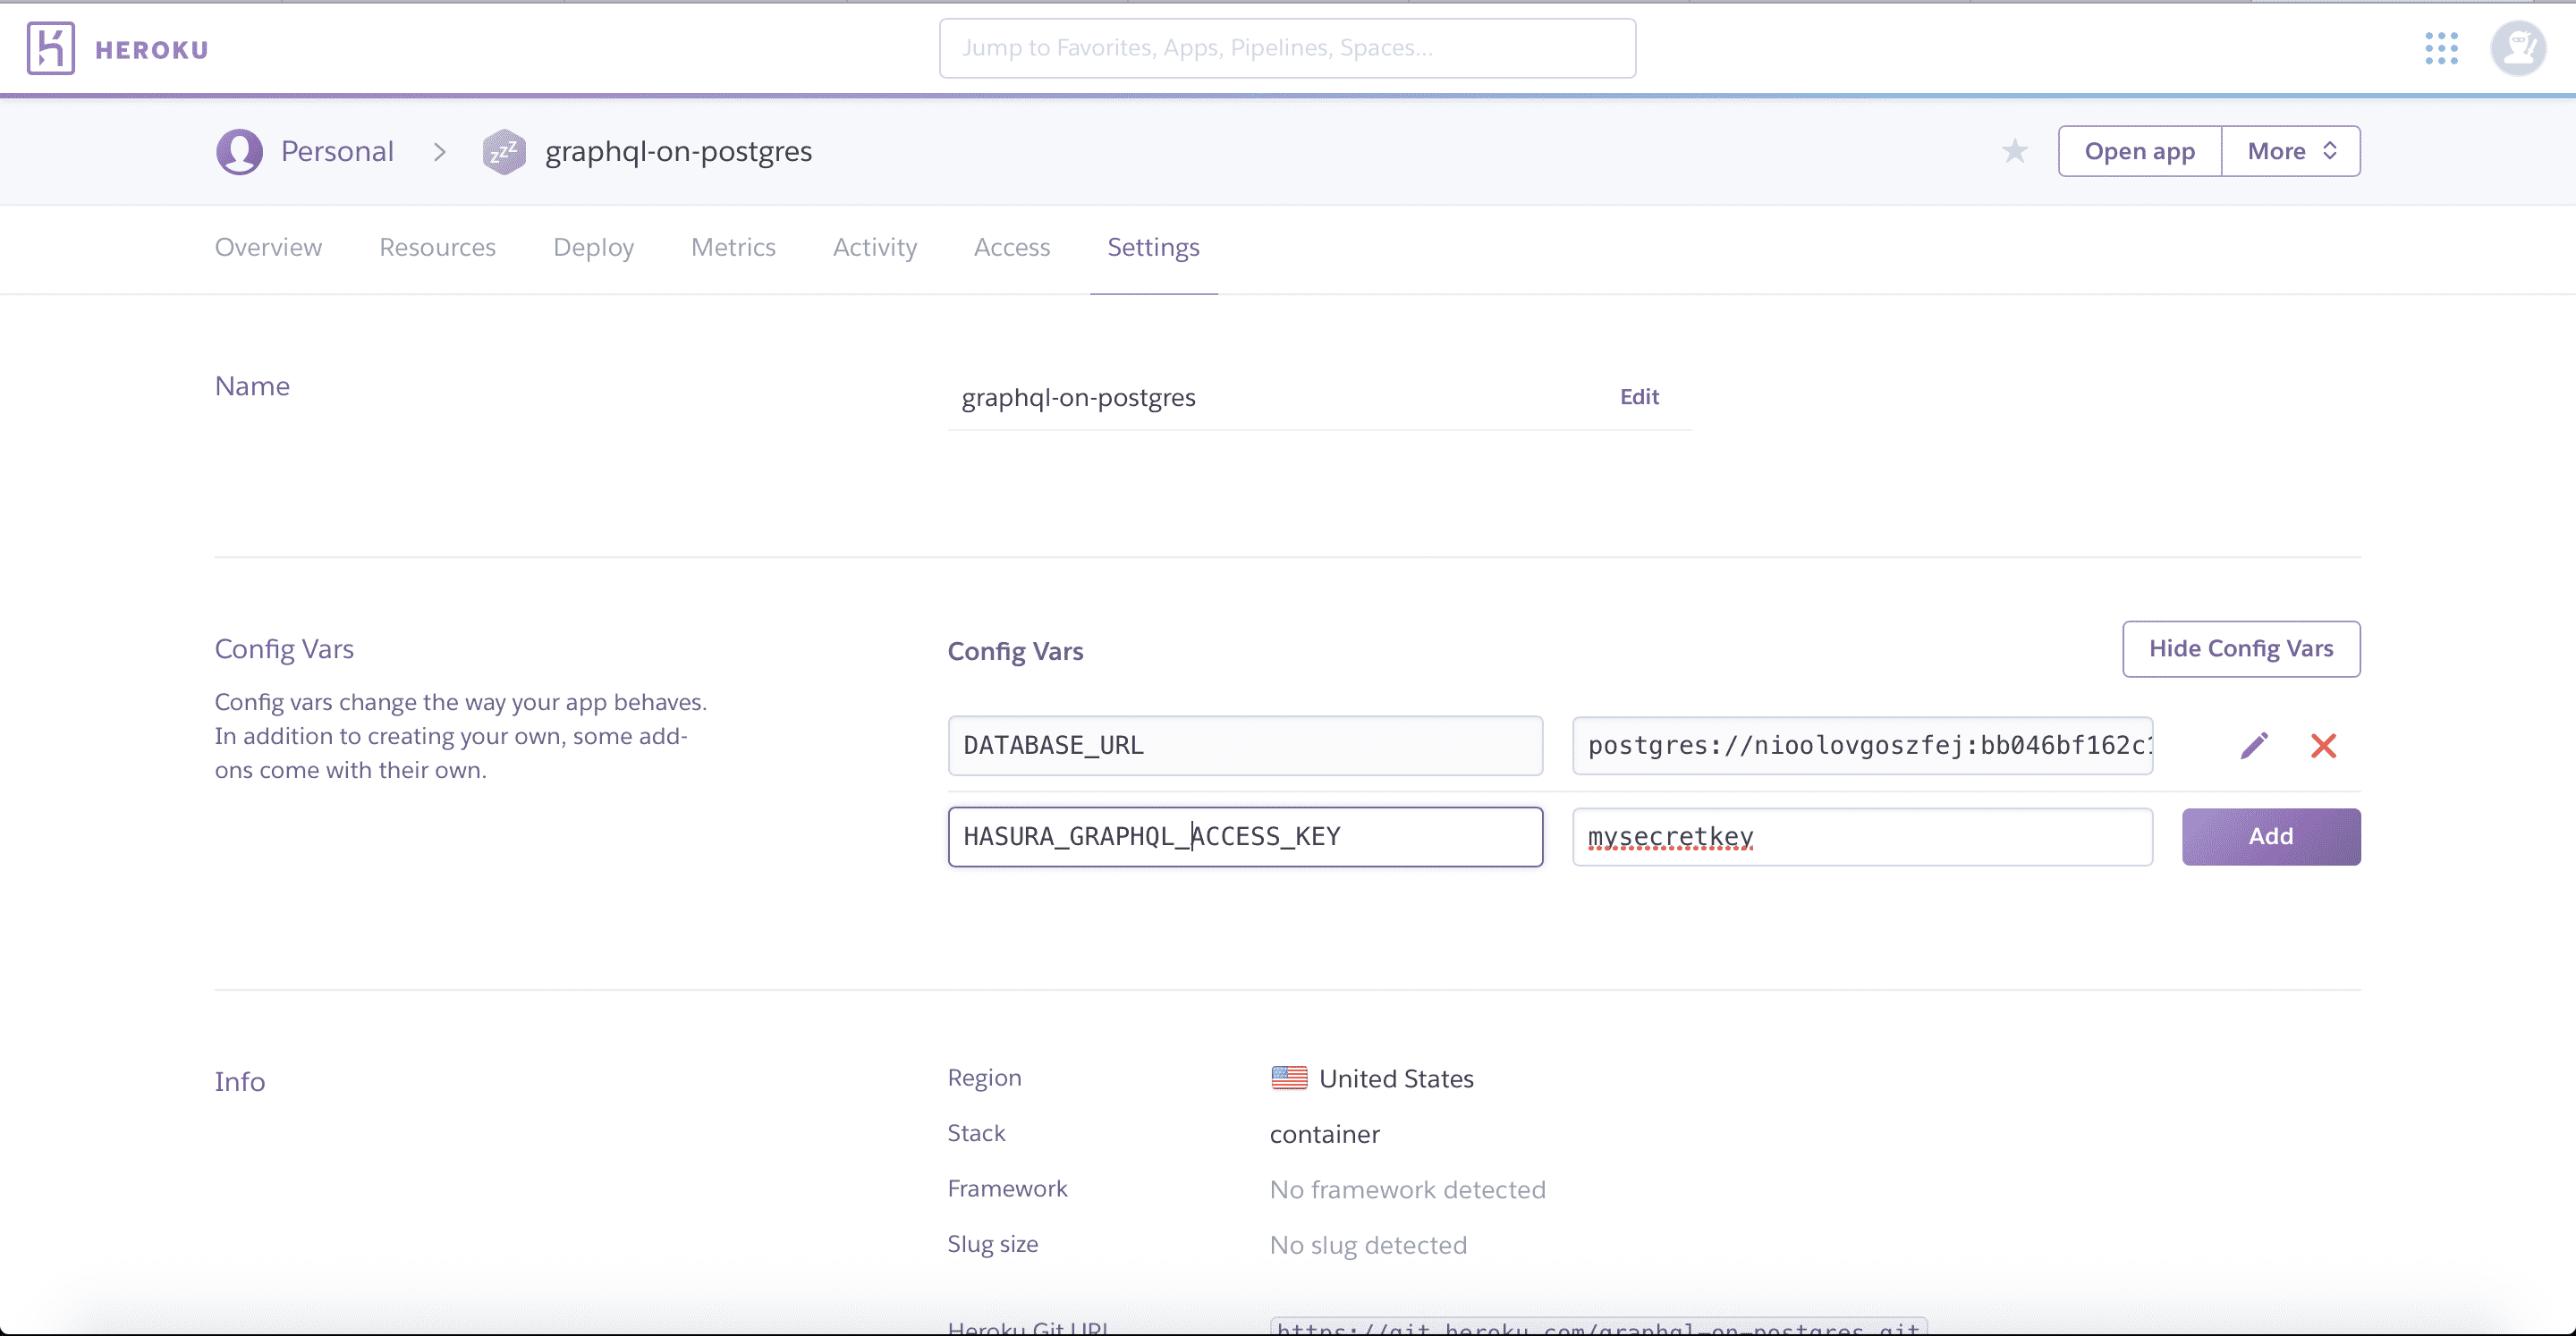 HEROKU
Jump to Favorites, Apps, Pipelines, Spaces...
Personal > graphql-on-postgres
Open app
More
Overview Resources Deploy Metrics Activity Access Settings
Name
graphql-on-postgres
Edit
Config Vars
Config vars change the way your app behaves.
In addition to creating your own, some add-
ons come with their own.
Config Vars
Hide Config Vars
DATABASE_URL
postgres://nioolovgoszfej:bb046bf162c1
HASURA_GRAPHQL_ACCESS_KEY
mysecretkey
Add
Info
Region
United States
Stack
container
Framework
No framework detected
Slug size
No slug detected
Heroku Git URL
https://git.heroku.com/graphql-on-postgres.git